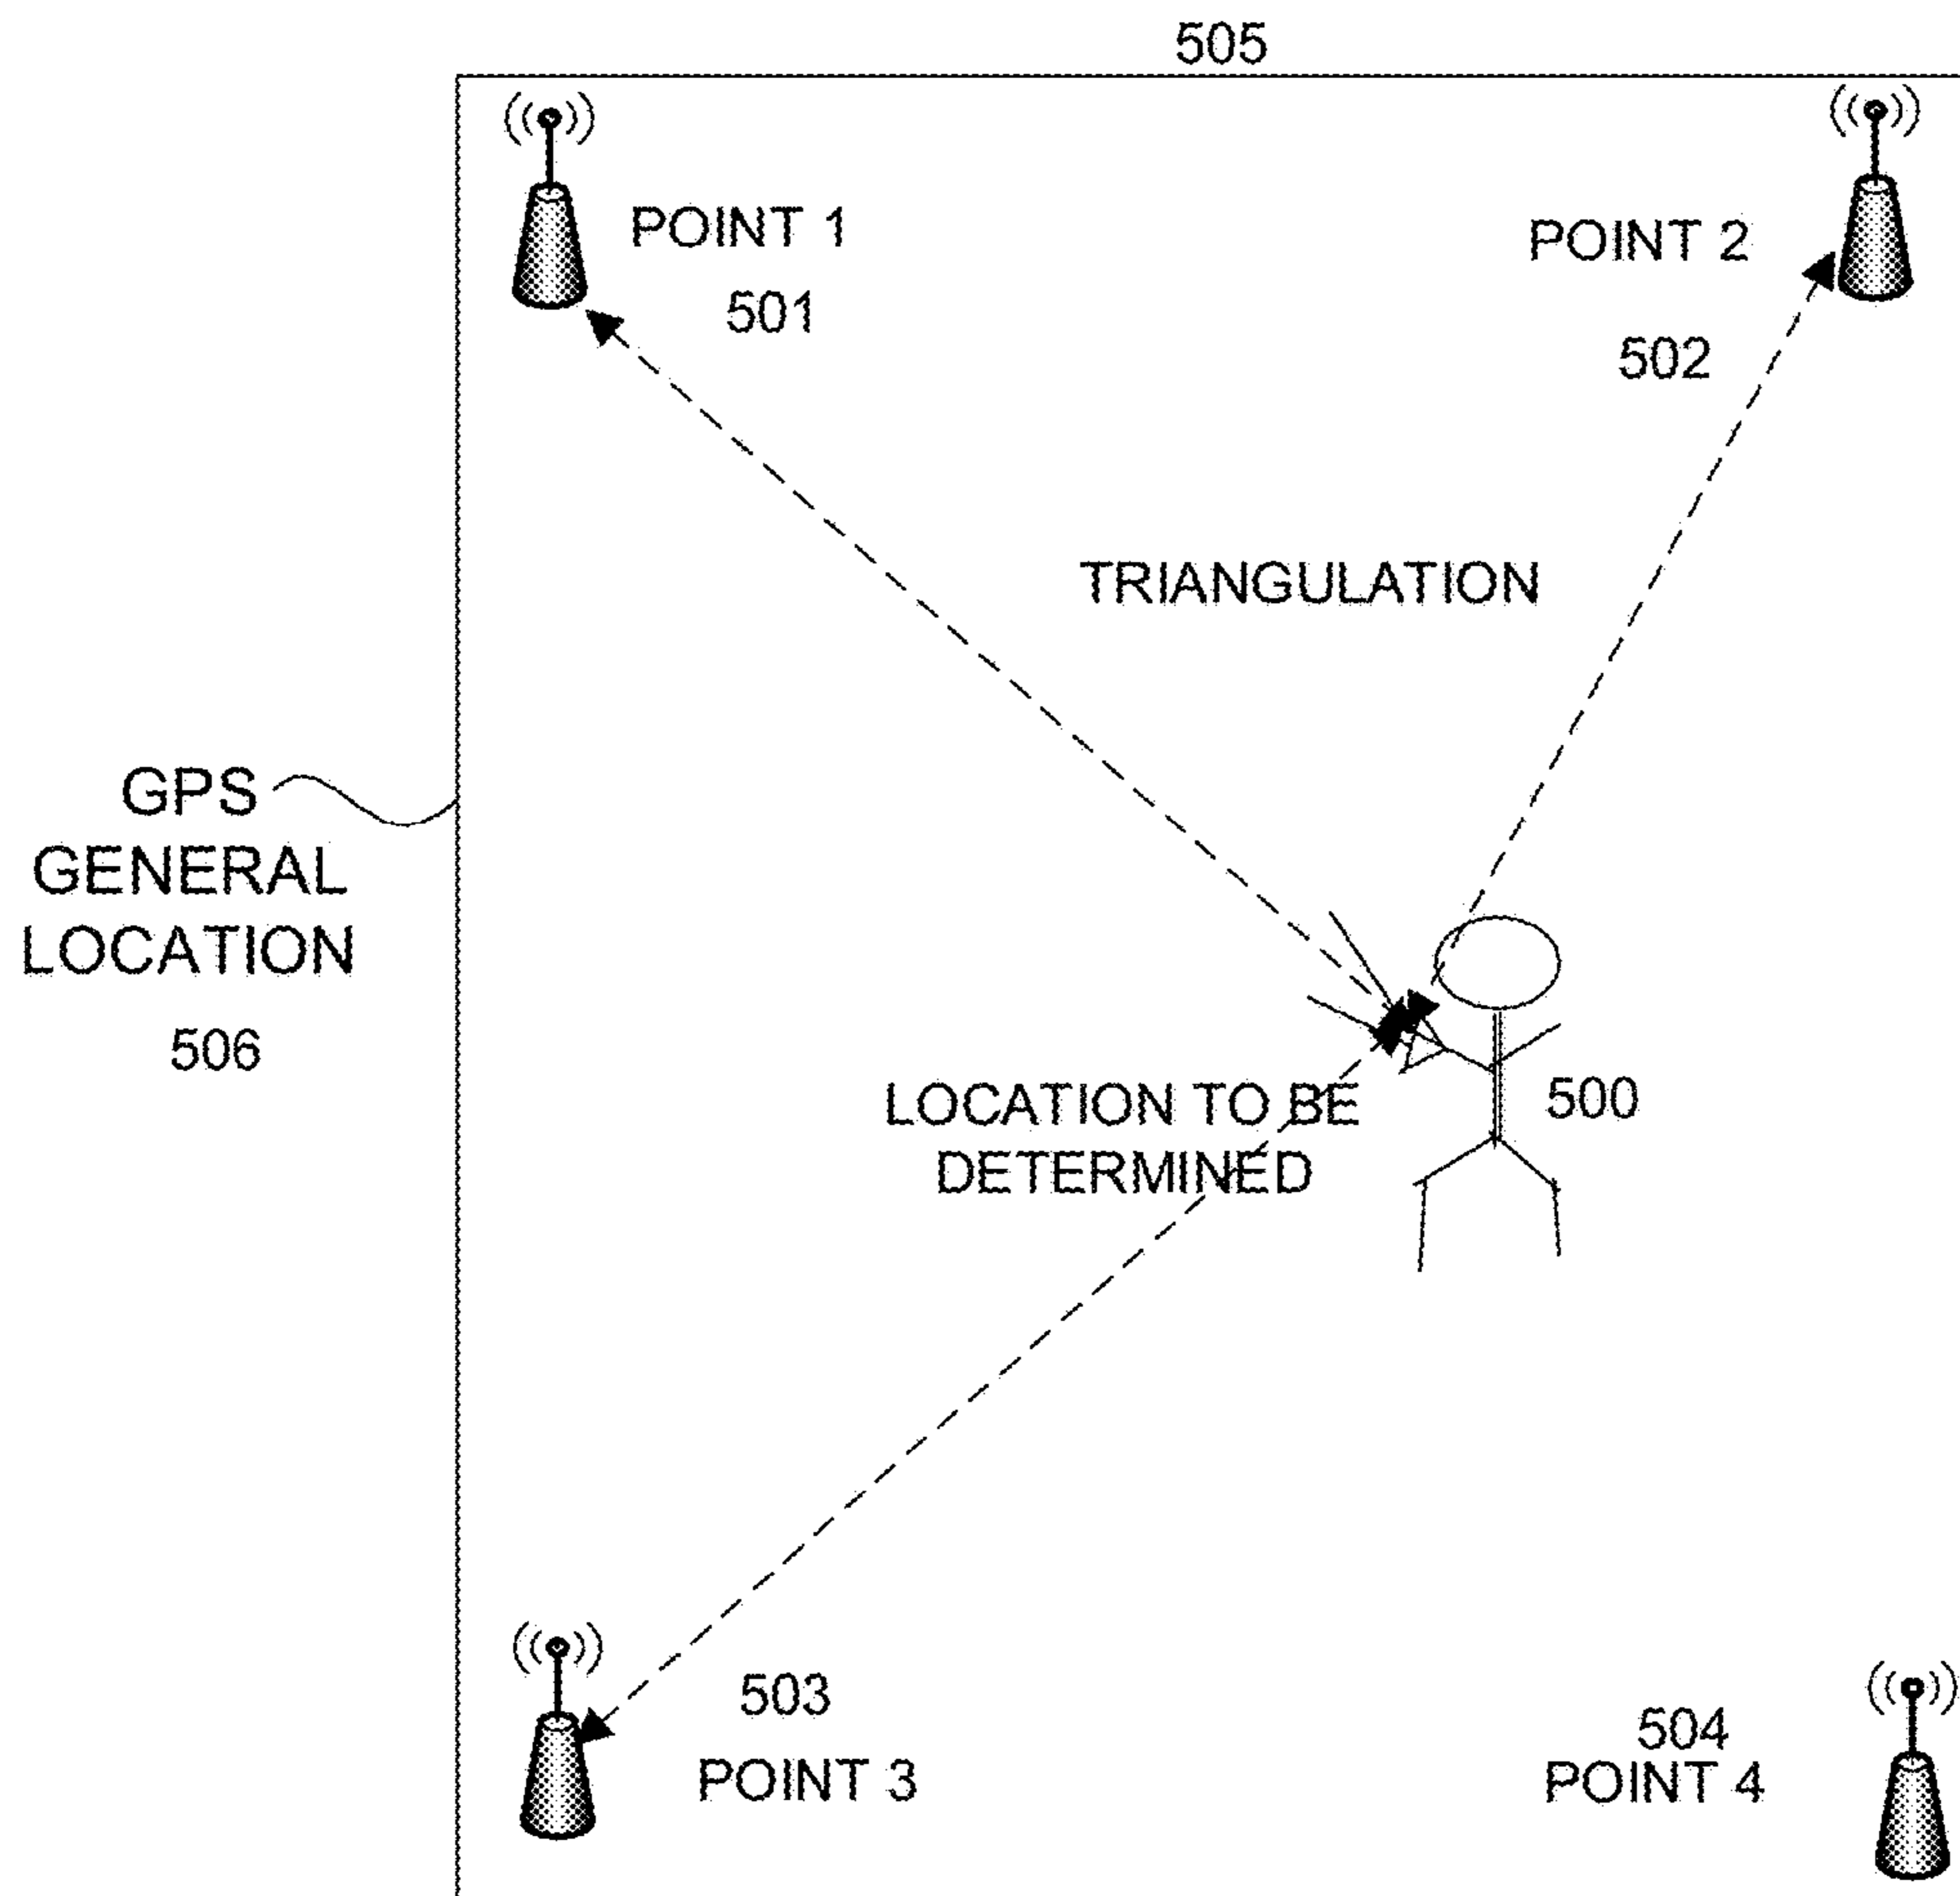 505
POINT 1
501
POINT 2
502
TRIANGULATION
GPS
GENERAL
LOCATION
506
LOCATION TO BE
DETERMINED
500
503
POINT 3
504
POINT 4